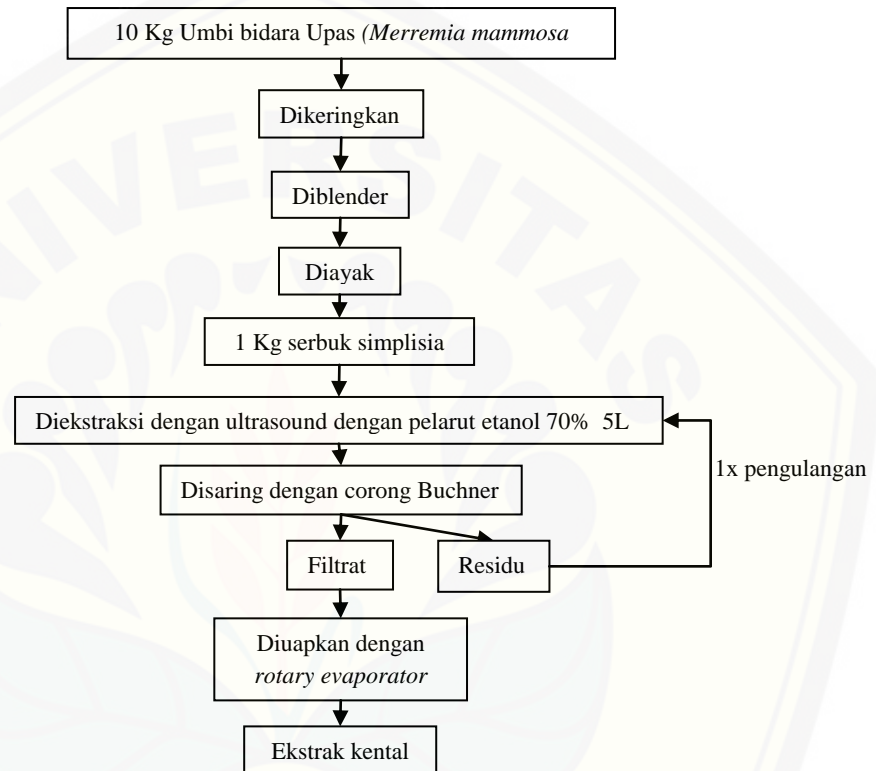 10 Kg Umbi bidara Upas (Merremia mammosa
Dikeringkan
Diblender
Diayak
1 Kg serbuk simplisia
Diekstraksi dengan ultrasound dengan pelarut etanol 70% 5L
1x pengulangan
Disaring dengan corong Buchner
Filtrat
Residu
Diuapkan dengan
rotary evaporator
Ekstrak kental
UNIVERSITAS